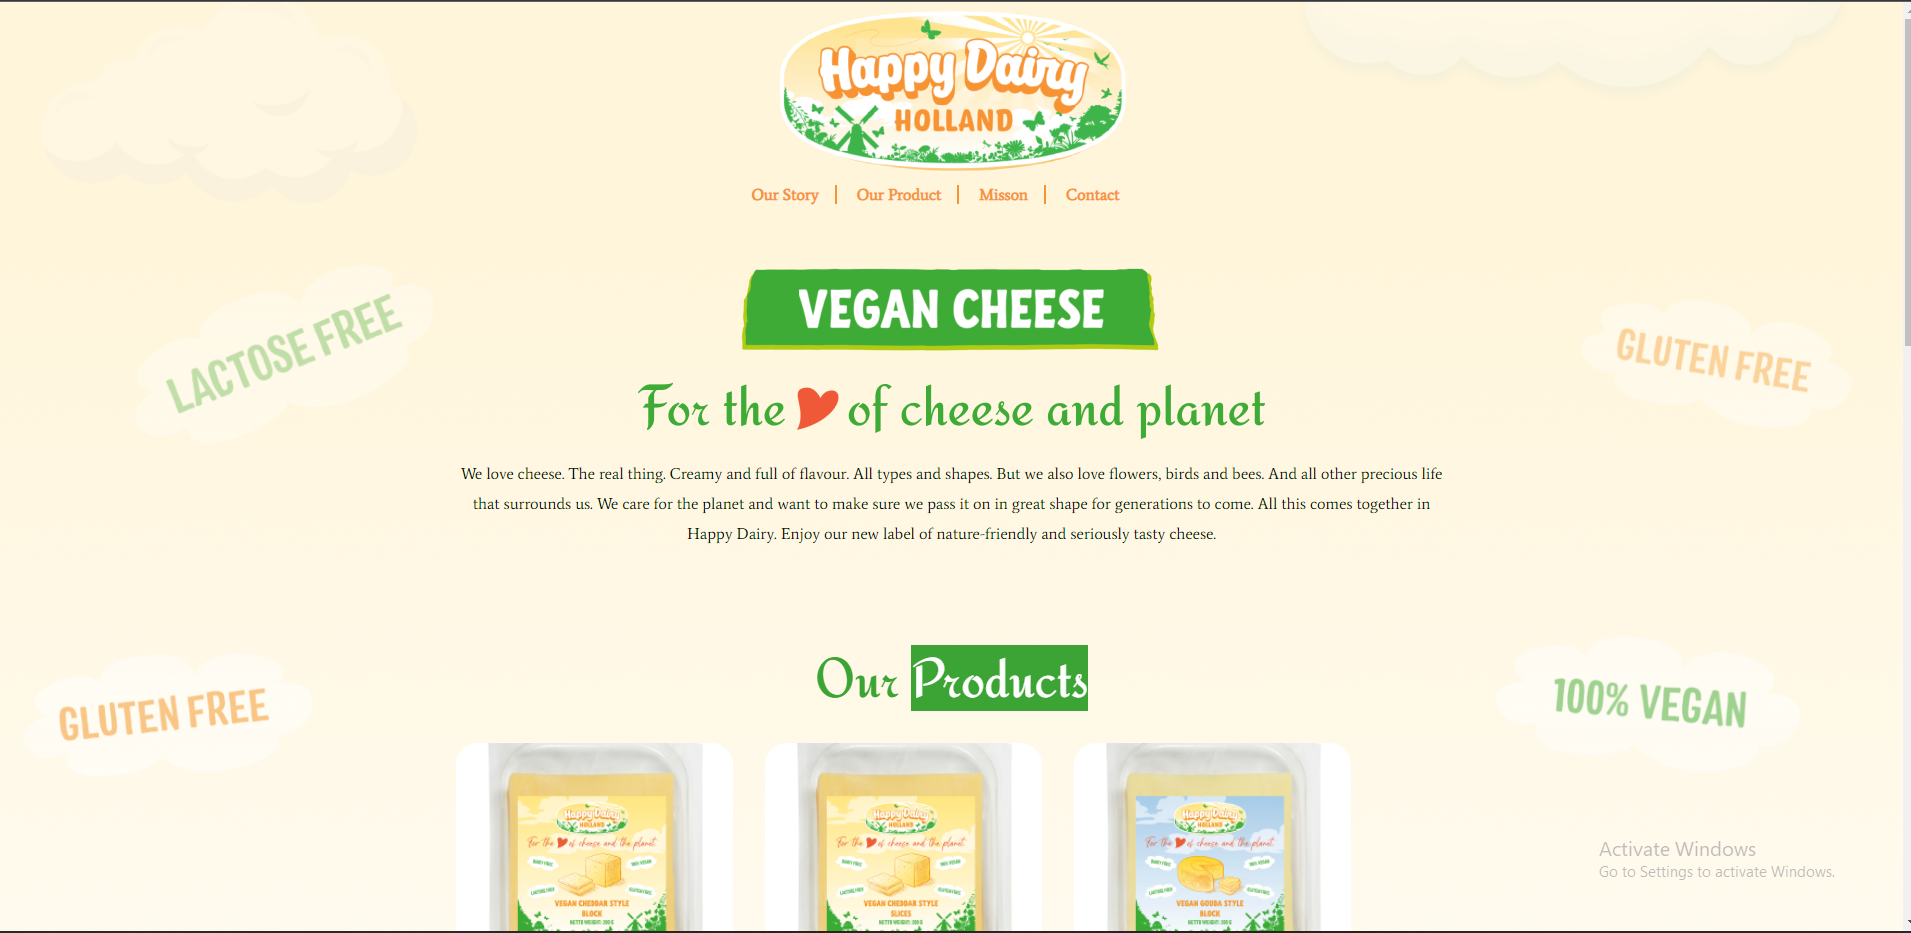 Happy Dairy
HOLLAND
Our Story
Our Product
Misson
Contact
VEGAN CHEESE
LACTOSE FREE
GLUTEN FREE
For the of cheese and planet
We love cheese. The real thing. Creamy and full of flavour. All types and shapes. But we also love flowers, birds and bees. And all other precious life
that surrounds us. We care for the planet and want to make sure we pass it on in great shape for generations to come. All this comes together in
Happy Dairy. Enjoy our new label of nature-friendly and seriously tasty cheese.
Our Products
GLUTEN FREE
100% VEGAN
Happy Dairy
HOLLAND
For the of cheese and the planet.
DAIRY FREE
100% VEGAN
LACTOSE FREE
GLUTEN FREE
VEGAN CHEDDAR STYLE
BLOCK
NETTO WEIGHT: 200 G
Happy Dairy
HOLLAND
For the of cheese and the planet.
DAIRY FREE
100% VEGAN
LACTOSE FREE
GLUTEN FREE
VEGAN CHEDDAR STYLE
SLICES
NETTO WEIGHT: 200 G
Happy Dairy
HOLLAND
For the of cheese and the planet.
DAIRY FREE
100% VEGAN
LACTOSE FREE
GLUTEN FREE
VEGAN GOUDA STYLE
BLOCK
NETTO WEIGHT: 200 G
Activate Windows
Go to Settings to activate Windows.